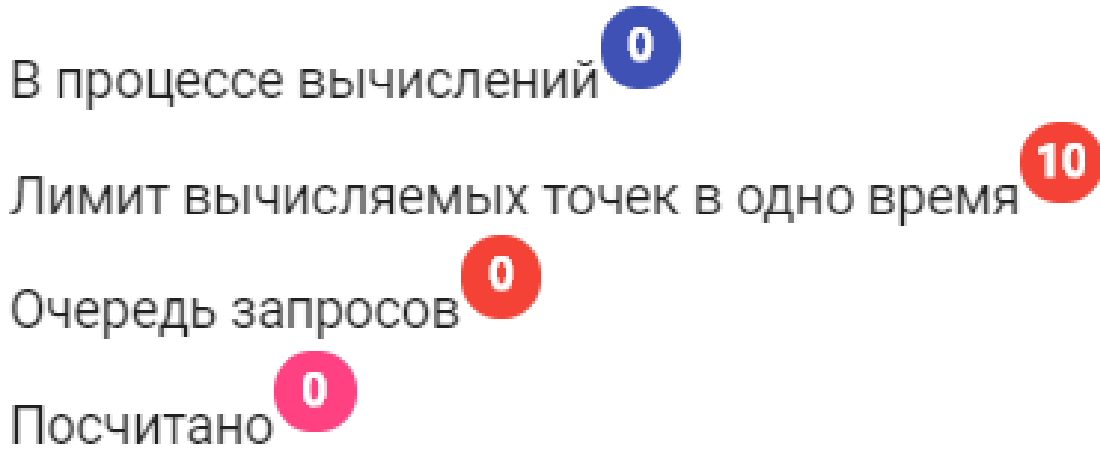 В процессе вычислений 0
Лимит вычисляемых точек в одно время 10
Очередь запросов 0
Посчитано 0